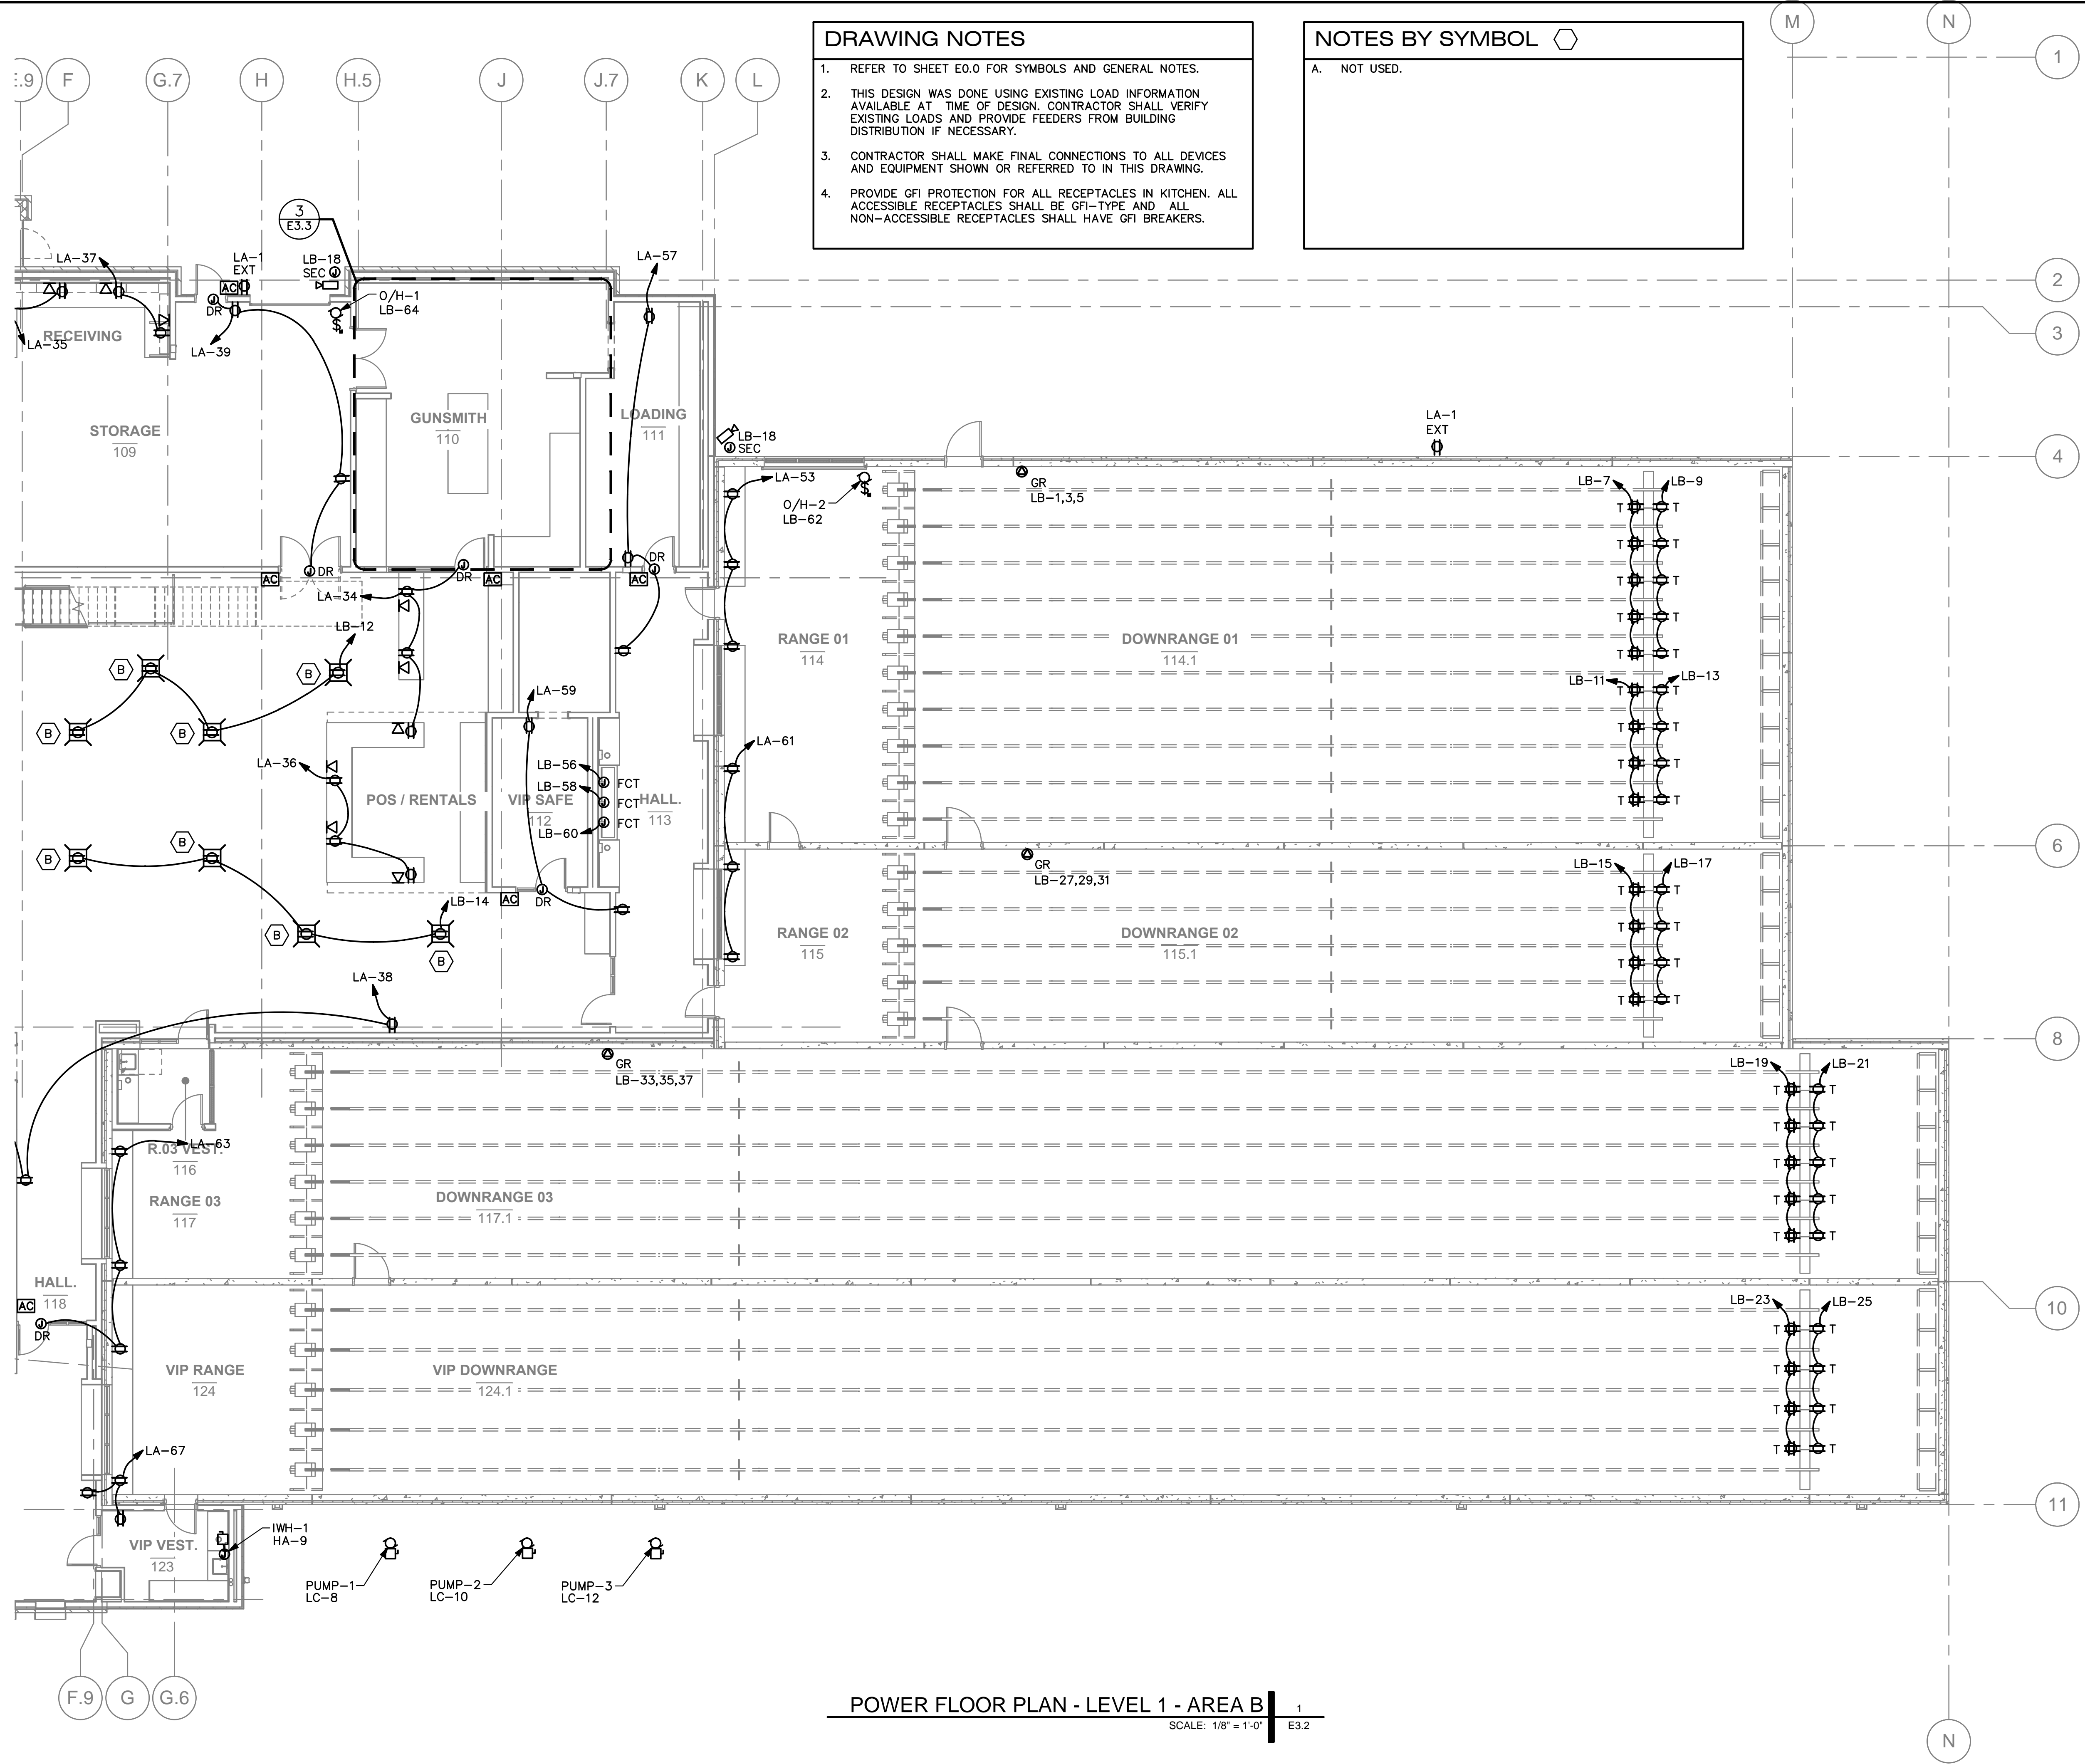 DRAWING NOTES
1. REFER TO SHEET E0.0 FOR SYMBOLS AND GENERAL NOTES.
2. THIS DESIGN WAS DONE USING EXISTING LOAD INFORMATION
AVAILABLE AT TIME OF DESIGN. CONTRACTOR SHALL VERIFY
EXISTING LOADS AND PROVIDE FEEDERS FROM BUILDING
DISTRIBUTION IF NECESSARY.
3. CONTRACTOR SHALL MAKE FINAL CONNECTIONS TO ALL DEVICES
AND EQUIPMENT SHOWN OR REFERRED TO IN THIS DRAWING.
4. PROVIDE GFI PROTECTION FOR ALL RECEPTACLES IN KITCHEN. ALL
ACCESSIBLE RECEPTACLES SHALL BE GFI-TYPE AND ALL
NON-ACCESSIBLE RECEPTACLES SHALL HAVE GFI BREAKERS.
NOTES BY SYMBOL
A. NOT USED.
M
N
1
E.9
F
G.7
H
H.5
J
J.7
K
L
2
3
4
6
8
10
11
3
E3.3
LA-37
LA-1
EXT
AC
LB-18
SEC J
LA-57
O/H-1
LB-64
J
DR
LA-35
RECEIVING
LA-39
STORAGE
109
GUNSMITH
110
LOADING
111
LB-18
J SEC
LA-1
EXT
LA-53
O/H-2
LB-62
GR
LB-1,3,5
LB-7
LB-9
T T
T T
T T
T T
T T
LB-11
LB-13
T T
T T
T T
T T
AC
J DR
J
DR
AC
DR
J
AC
LA-34
LB-12
B
B
B
B
RANGE 01
114
DOWNRANGE 01
114.1
LA-59
LA-36
LB-56
J FCT
LB-58
J FCT
LB-60
J FCT
POS / RENTALS
VIP SAFE
112
HALL.
113
LA-61
B
B
B
B
LB-14
AC
J
DR
GR
LB-27,29,31
LB-15
LB-17
T T
T T
T T
T T
RANGE 02
115
DOWNRANGE 02
115.1
LA-38
GR
LB-33,35,37
LB-19
LB-21
T T
T T
T T
T T
T T
LA-63
R.03 VEST.
116
RANGE 03
117
DOWNRANGE 03
117.1
HALL.
118
AC
J
DR
LB-23
LB-25
T T
T T
T T
T T
VIP RANGE
124
VIP DOWNRANGE
124.1
LA-67
VIP VEST.
123
IWH-1
HA-9
J
PUMP-1
LC-8
PUMP-2
LC-10
PUMP-3
LC-12
F.9
G
G.6
POWER FLOOR PLAN - LEVEL 1 - AREA B
SCALE: 1/8" = 1'-0"
1
E3.2
N